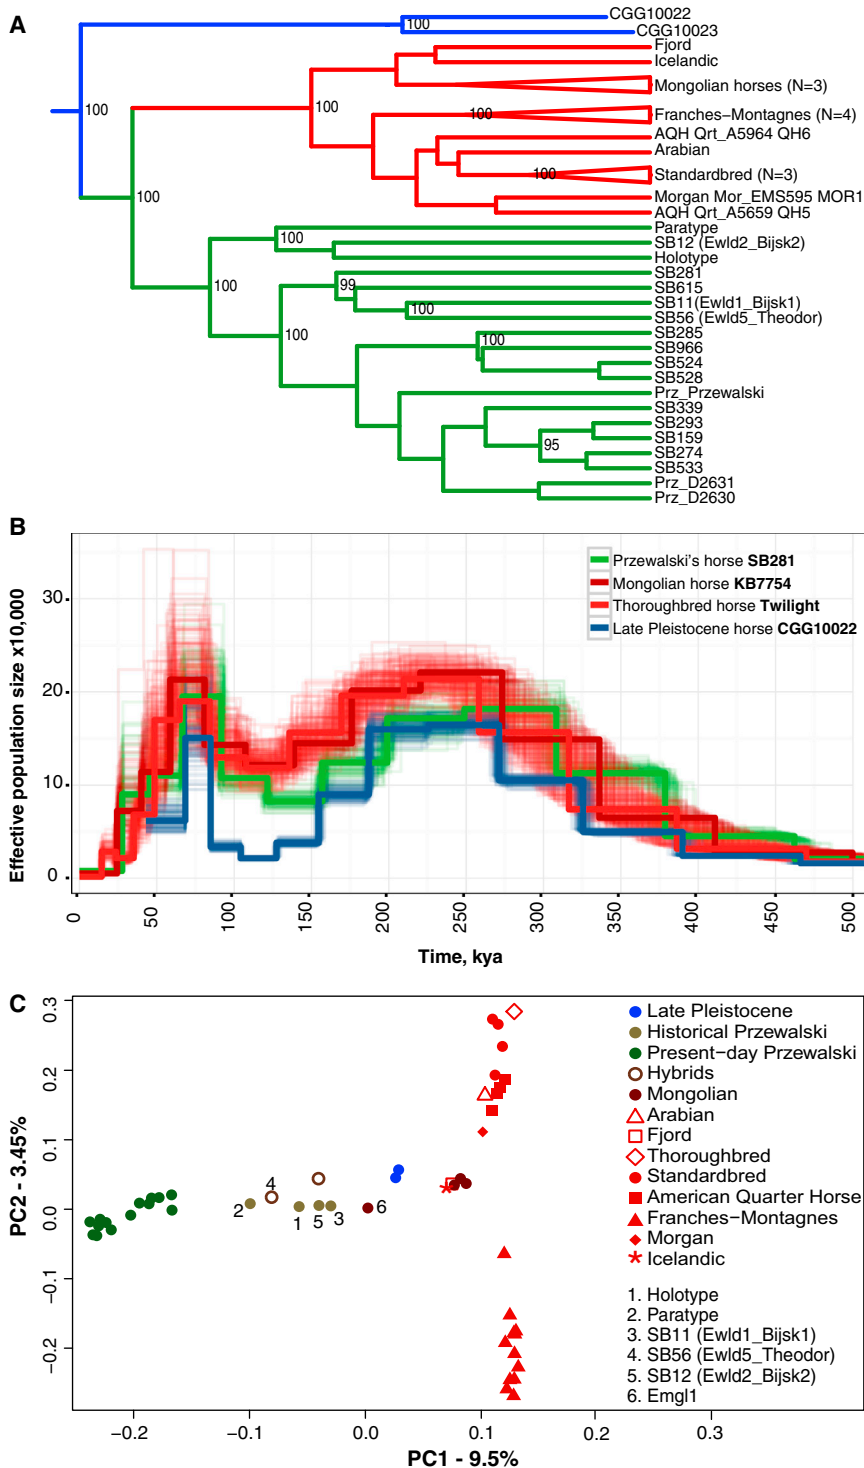 A
CGG10022
100
CGG10023
Fjord
Icelandic
Mongolian horses (N=3)
100
100
100
Franches−Montagnes (N=4)
AQH Qrt_A5964 QH6
Arabian
100
Standardbred (N=3)
100
Morgan Mor_EMS595 MOR1
AQH Qrt_A5659 QH5
Paratype
100
SB12 (Ewld2_Bijsk2)
Holotype
SB281
100
99
SB615
SB11(Ewld1_Bijsk1)
100
SB56 (Ewld5_Theodor)
100
SB285
100
SB966
SB524
SB528
Prz_Przewalski
SB339
SB293
SB159
95
SB274
SB533
Prz_D2631
Prz_D2630
B
Effective population size x10,000
30
20
10
0
Przewalski's horse SB281
Mongolian horse KB7754
Thoroughbred horse Twilight
Late Pleistocene horse CGG10022
0 50 100 150 200 250 300 350 400 450 500
Time, kya
C
PC2 - 3.45%
0.3
0.2
0.1
0.0
−0.1
−0.2
4
2
1
5
3
6
Late Pleistocene
Historical Przewalski
Present−day Przewalski
Hybrids
Mongolian
Arabian
Fjord
Thoroughbred
Standardbred
American Quarter Horse
Franches−Montagnes
Morgan
Icelandic
1. Holotype
2. Paratype
3. SB11 (Ewld1_Bijsk1)
4. SB56 (Ewld5_Theodor)
5. SB12 (Ewld2_Bijsk2)
6. Emgl1
−0.2 −0.1 0.0 0.1 0.2 0.3
PC1 - 9.5%